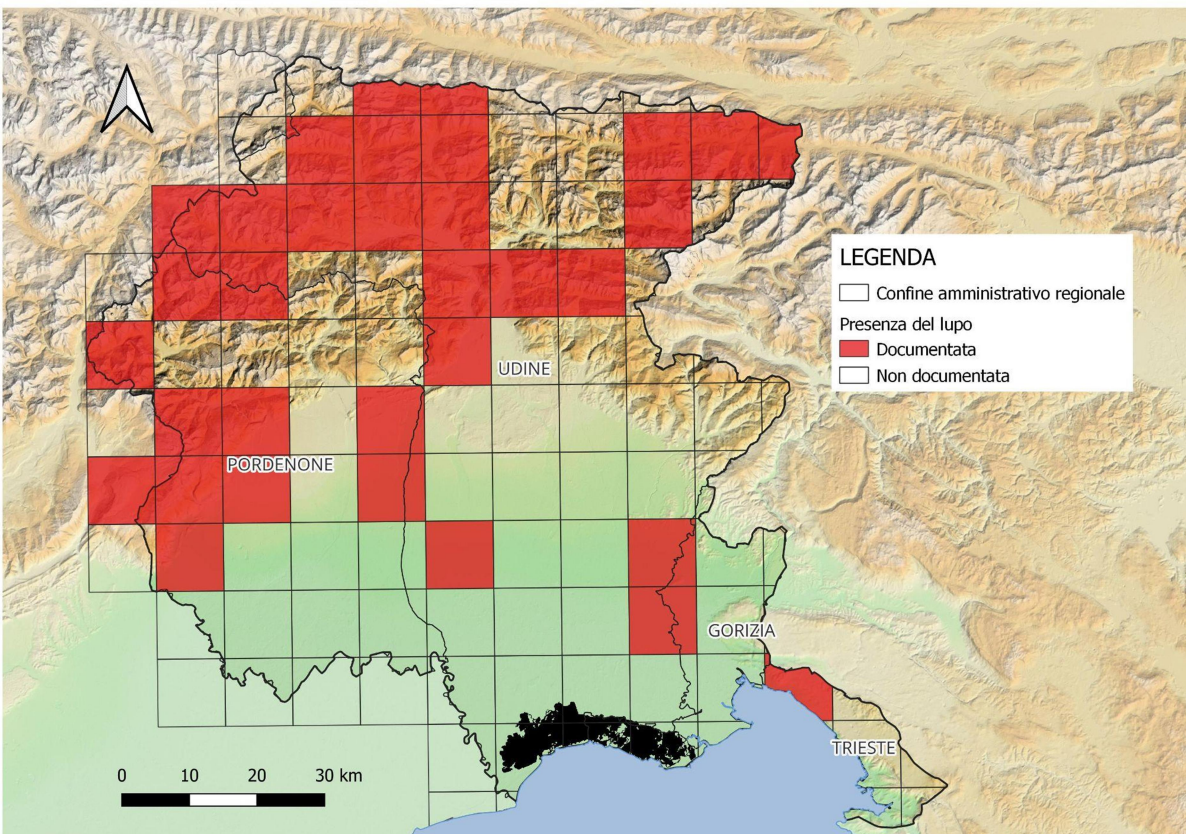 LEGENDA
Confine amministrativo regionale
Presenza del lupo
Documentata
Non documentata
UDINE
PORDENONE
GORIZIA
TRIESTE
0 10 20 30 km